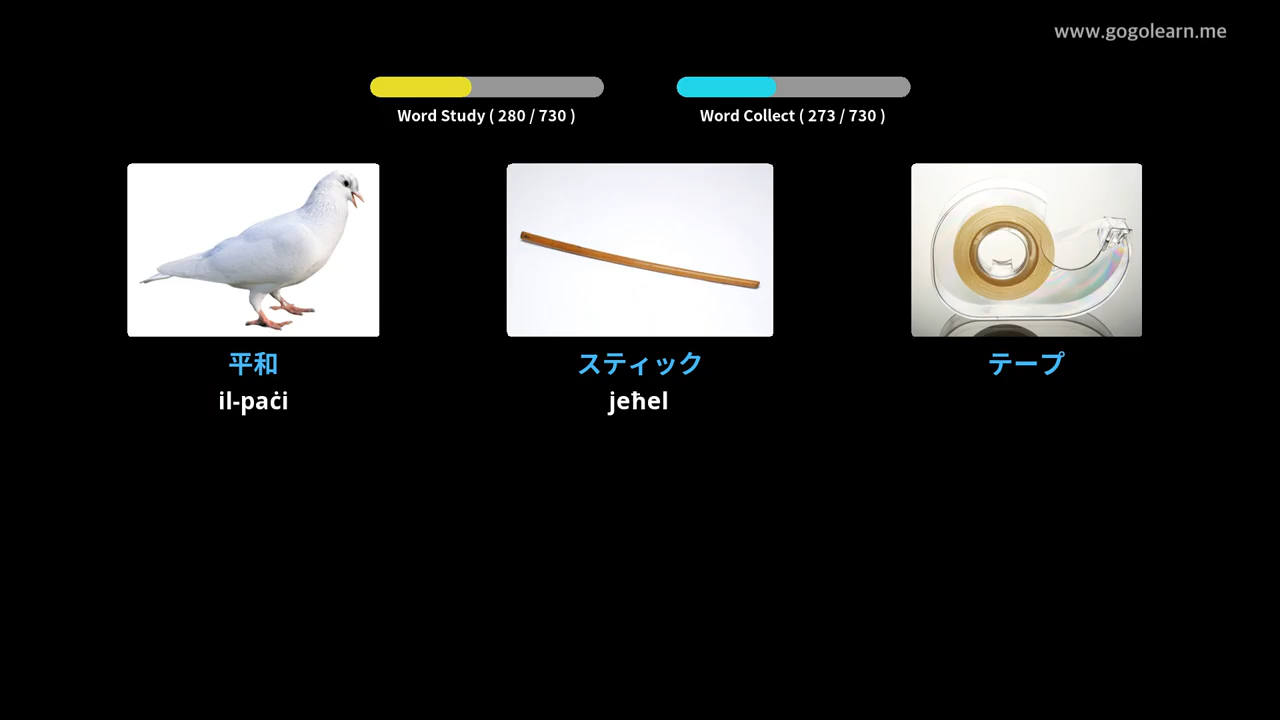 www.gogolearn.me
Word Study ( 280 / 730 )
Word Collect ( 273 / 730 )
平和
スティック
テープ
il-paċi
jeħel